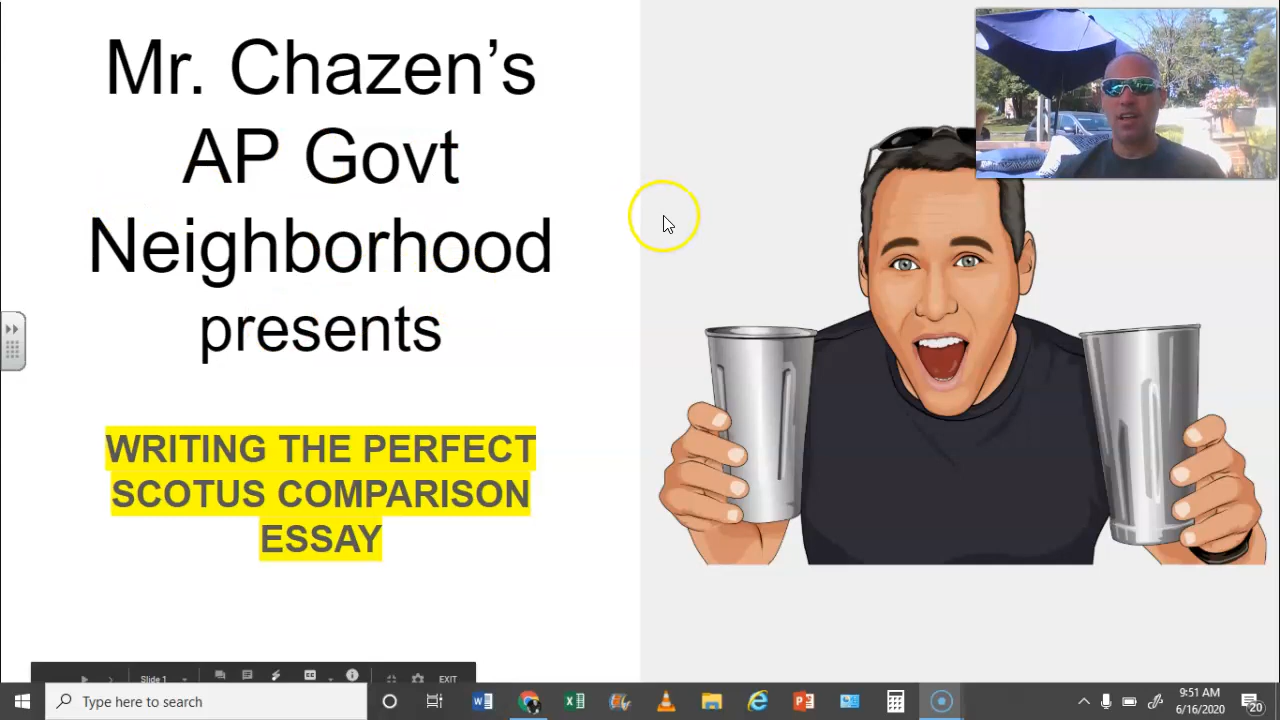 Mr. Chazen’s
AP Govt
Neighborhood
presents
WRITING THE PERFECT
SCOTUS COMPARISON
ESSAY
Slide 1
EXIT
Type here to search
9:51 AM
6/16/2020
20